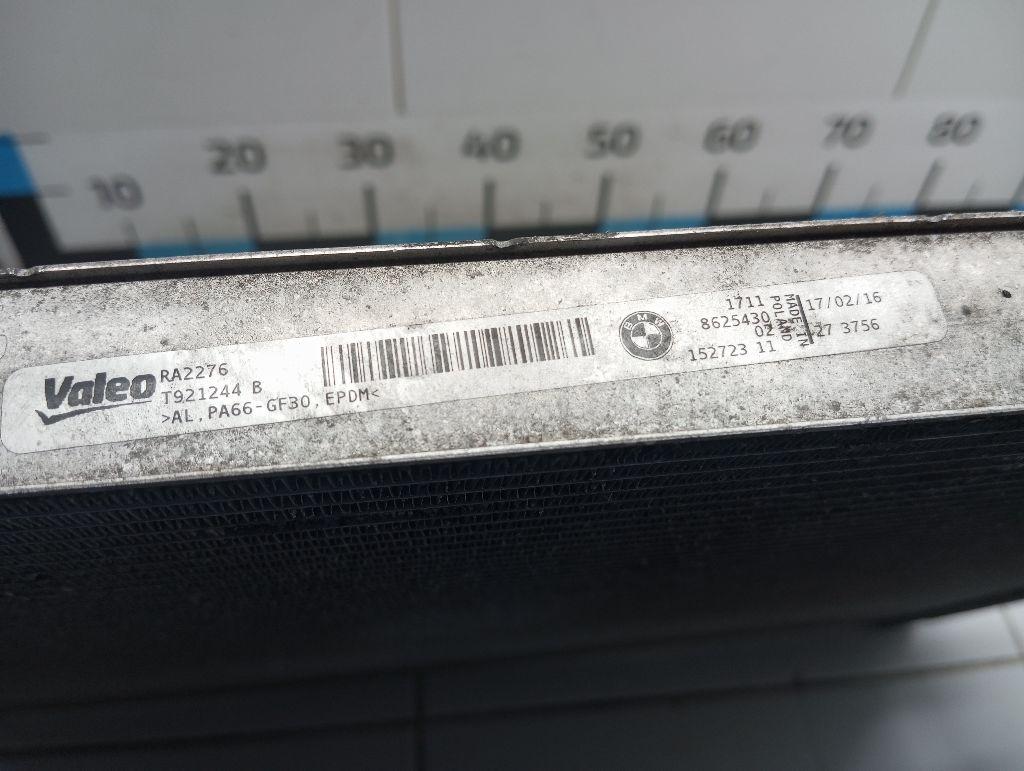 10 20 30 40 50 60 70 80
Valeo
RA2276
T921244 B
>AL,PA66-GF30,EPDM<
BMW
1711
8625430
02
152723 11
MADE IN
POLAND
17/02/16
27 3756